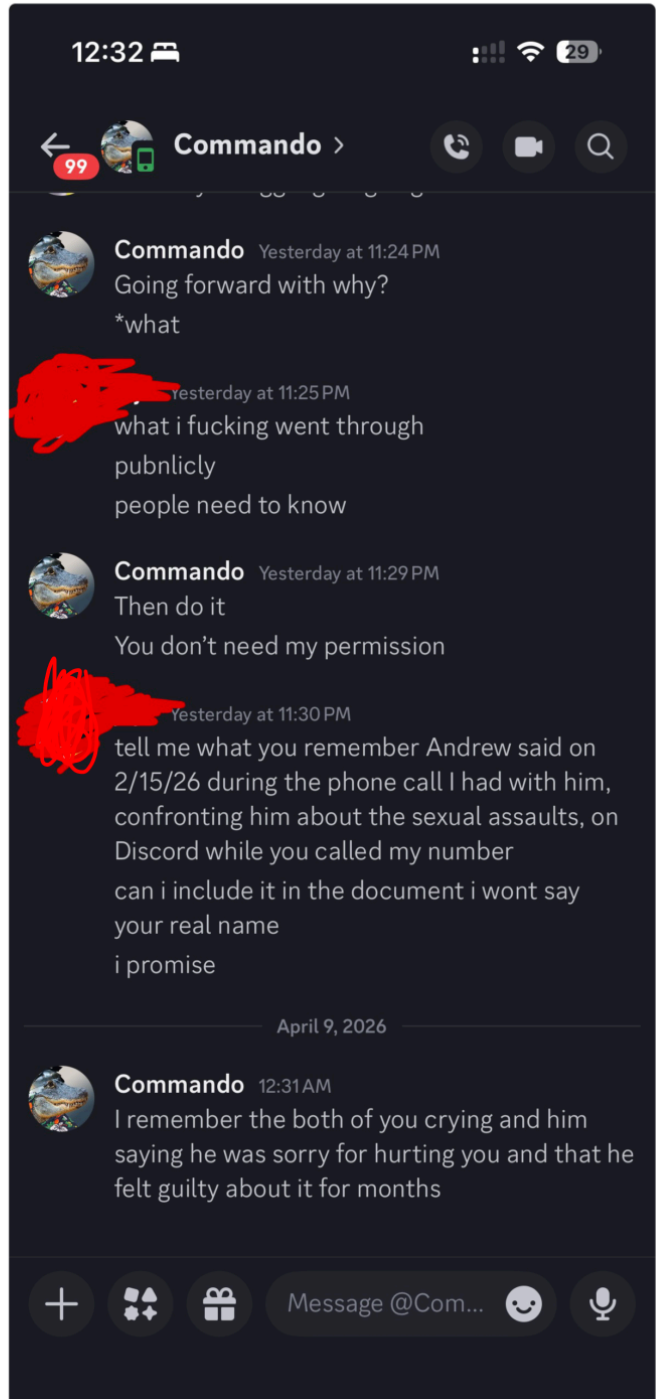 12:32
29
99
Commando >
Commando Yesterday at 11:24 PM
Going forward with why?
*what
Yesterday at 11:25 PM
what i fucking went through
pubnlicly
people need to know
Commando Yesterday at 11:29 PM
Then do it
You don't need my permission
Yesterday at 11:30 PM
tell me what you remember Andrew said on
2/15/26 during the phone call I had with him,
confronting him about the sexual assaults, on
Discord while you called my number
can i include it in the document i wont say
your real name
i promise
April 9, 2026
Commando 12:31 AM
I remember the both of you crying and him
saying he was sorry for hurting you and that he
felt guilty about it for months
Message @Com...